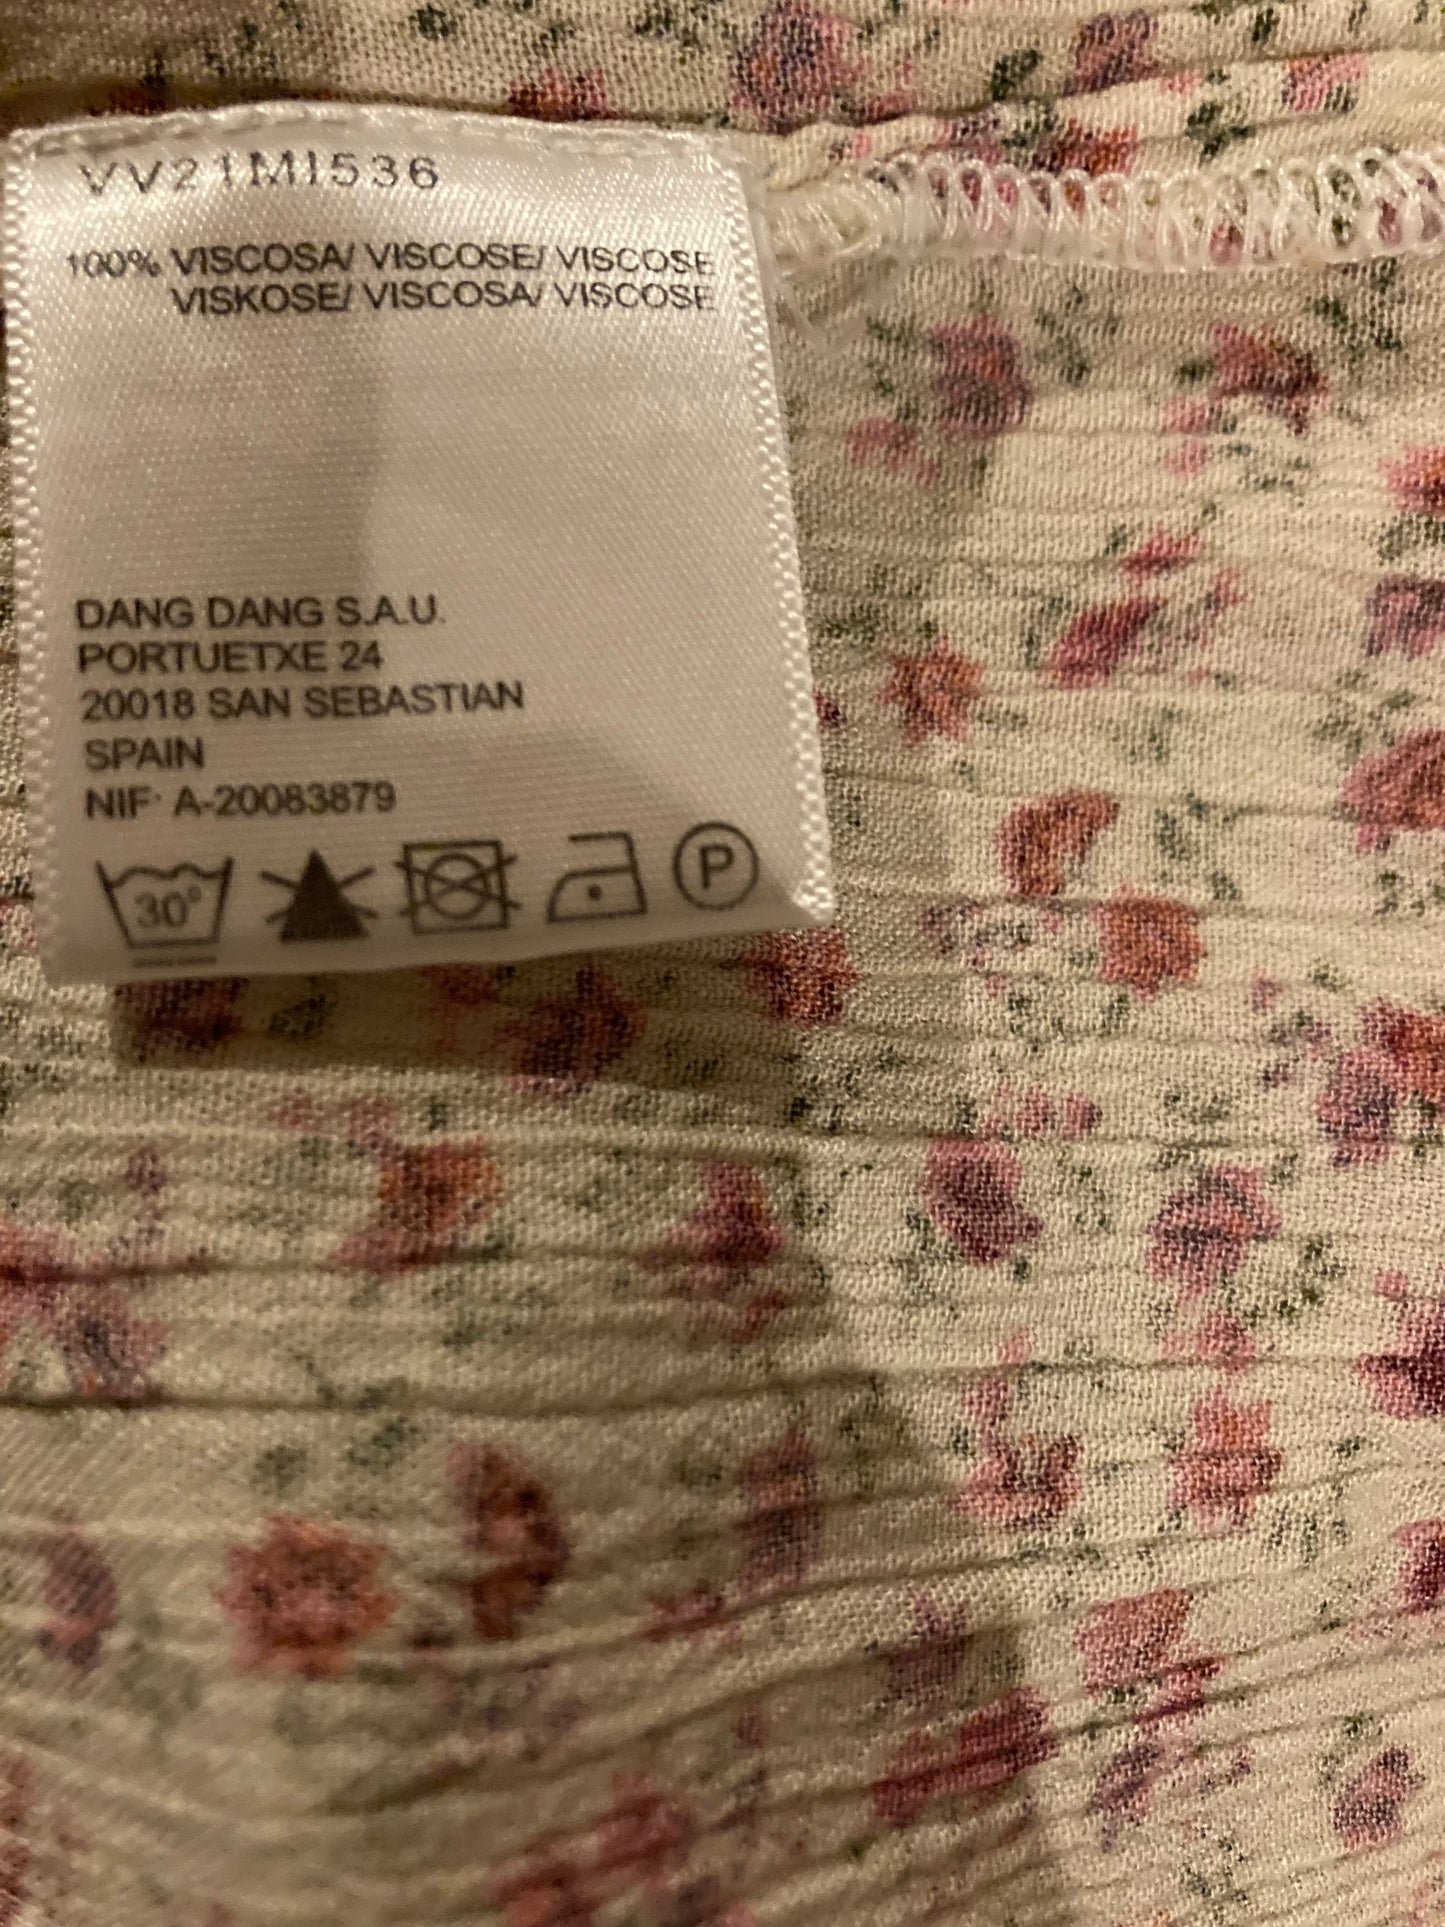 VV21MI536
100% VISCOSA/ VISCOSE/ VISCOSE
VISKOSE/ VISCOSA/ VISCOSE
DANG DANG S.A.U.
PORTUETXE 24
20018 SAN SEBASTIAN
SPAIN
NIF: A-20083879
30°
P